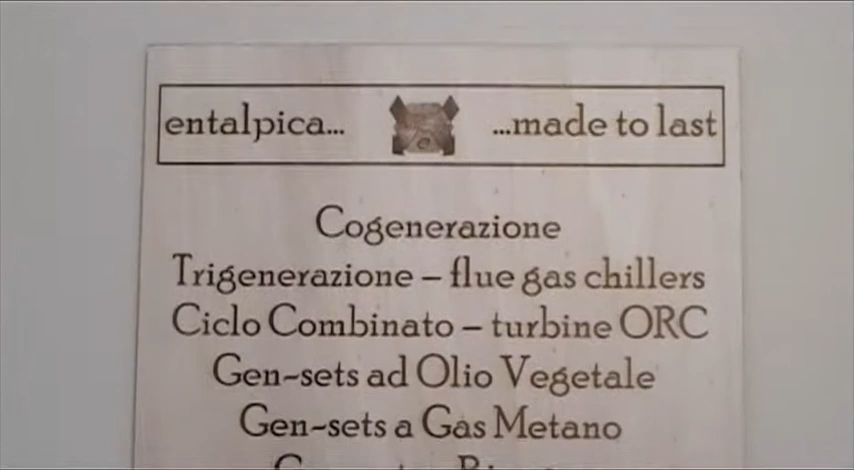 entalpica... ...made to last
Cogenerazione
Trigenerazione – flue gas chillers
Ciclo Combinato – turbine ORC
Gen-sets ad Olio Vegetale
Gen-sets a Gas Metano